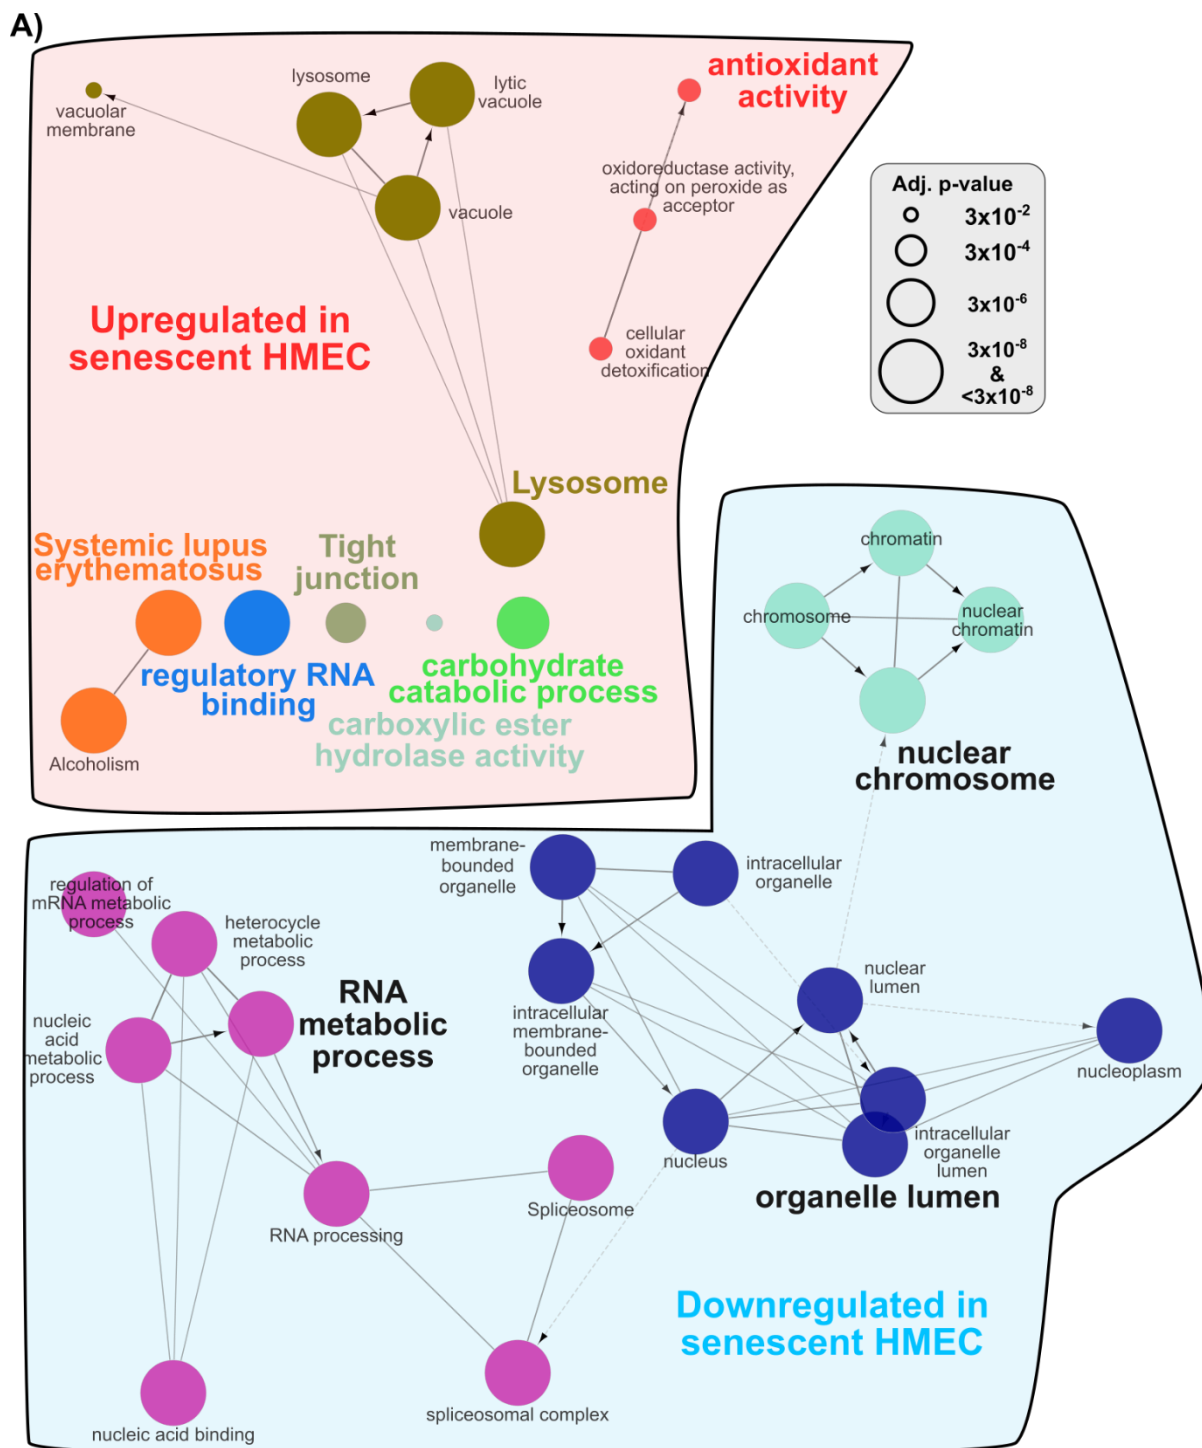 A)
antioxidant
activity
lysosome
lytic
vacuole
vacuolar
membrane
oxidoreductase activity,
acting on peroxide as
acceptor
vacuole
Adj. p-value
3x10⁻²
3x10⁻⁴
3x10⁻⁶
3x10⁻⁸
&
<3x10⁻⁸
Upregulated in
senescent HMEC
cellular
oxidant
detoxification
Lysosome
Systemic lupus
erythematosus
Tight
junction
regulatory RNA
binding
carbohydrate
catabolic process
carboxylic ester
hydrolase activity
Alcoholism
chromatin
chromosome
nuclear
chromatin
nuclear
chromosome
membrane-
bounded
organelle
intracellular
organelle
regulation of
mRNA metabolic
process
heterocycle
metabolic
process
RNA
metabolic
process
nucleic
acid
metabolic
process
intracellular
membrane-
bounded
organelle
nuclear
lumen
nucleoplasm
nucleus
intracellular
organelle
lumen
organelle lumen
RNA processing
Spliceosome
Downregulated in
senescent HMEC
nucleic acid binding
spliceosomal complex